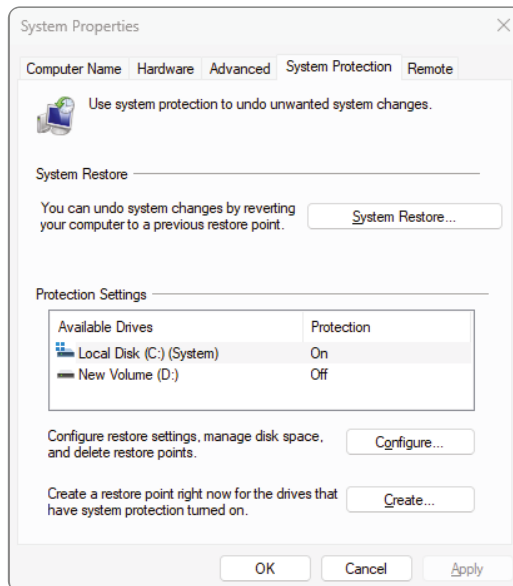 System Properties
Computer Name Hardware Advanced System Protection Remote
Use system protection to undo unwanted system changes.
System Restore
You can undo system changes by reverting
your computer to a previous restore point.
System Restore...
Protection Settings
Available Drives Protection
Local Disk (C:) (System) On
New Volume (D:) Off
Configure restore settings, manage disk space,
and delete restore points.
Configure...
Create a restore point right now for the drives that
have system protection turned on.
Create...
OK Cancel Apply